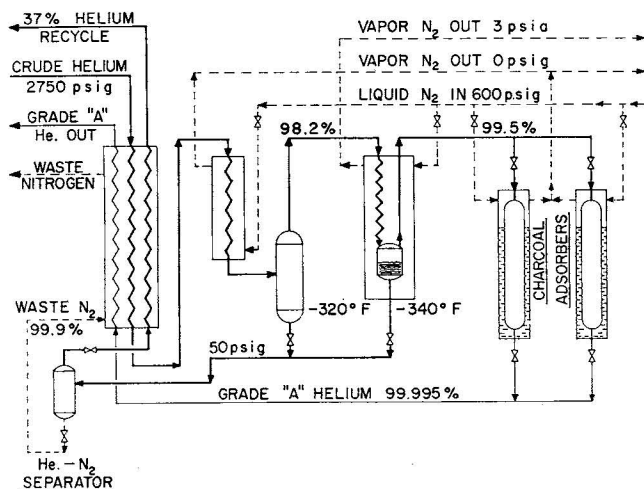 37% HELIUM
RECYCLE
CRUDE HELIUM
2750 psig
GRADE "A"
He. OUT
WASTE
NITROGEN
WASTE N₂
99.9%
He. – N₂
SEPARATOR
VAPOR N₂ OUT 3 psia
VAPOR N₂ OUT 0 psig
LIQUID N₂ IN 600 psig
98.2%
99.5%
-320° F
-340° F
CHARCOAL
ADSORBERS
50 psig
GRADE "A" HELIUM 99.995%